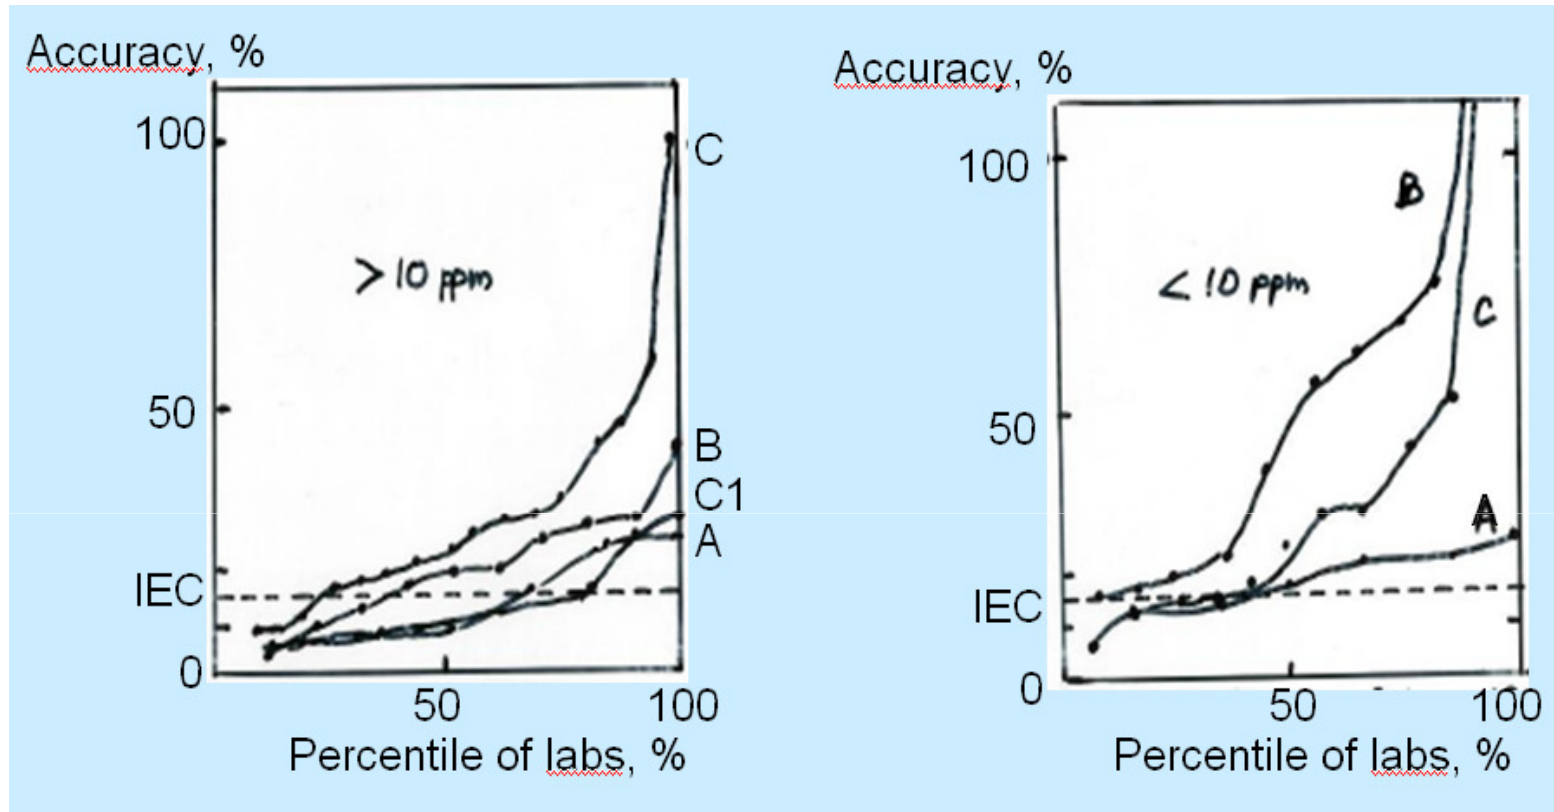 Accuracy, %
100
C
> 10 ppm
50
B
C1
A
IEC
0
50
100
Percentile of labs, %
Accuracy, %
100
B
< 10 ppm
C
50
A
IEC
0
50
100
Percentile of labs, %